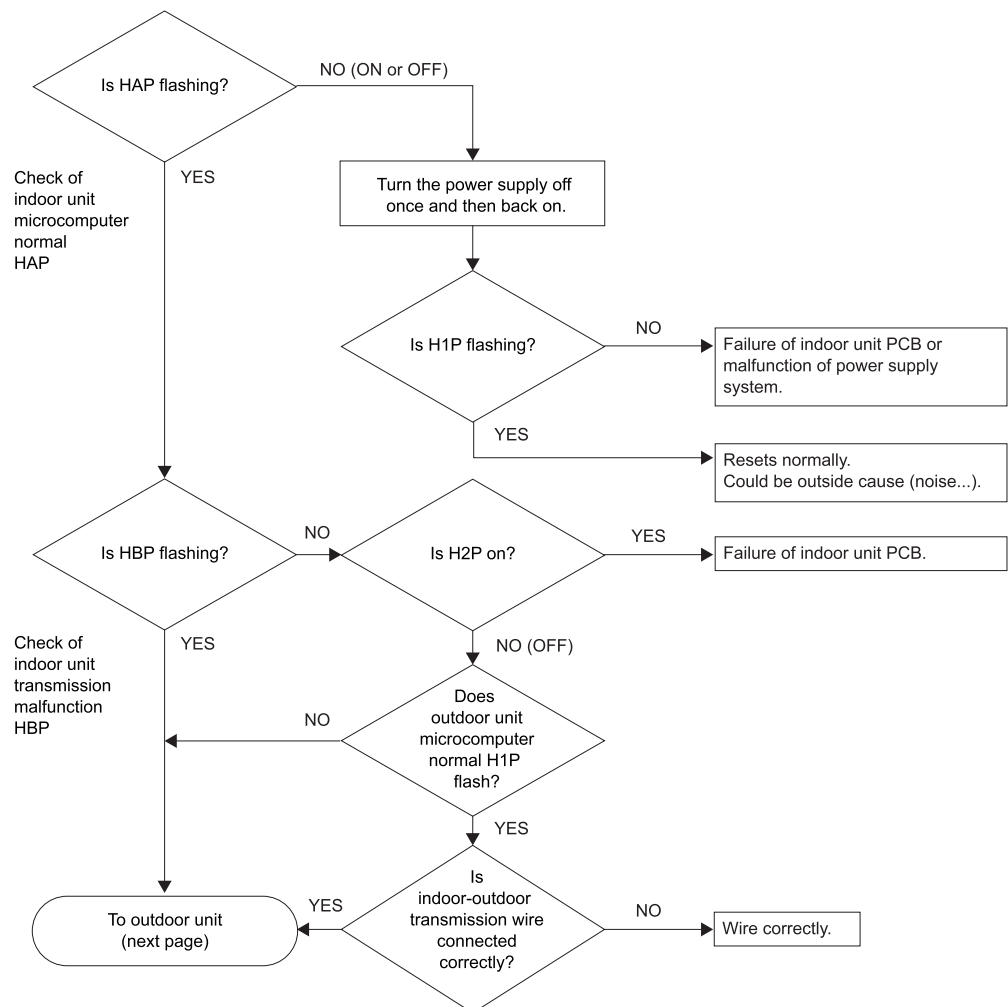 Is HAP flashing?
NO (ON or OFF)
YES
Check of
indoor unit
microcomputer
normal
HAP
Turn the power supply off
once and then back on.
Is H1P flashing?
NO
Failure of indoor unit PCB or
malfunction of power supply
system.
YES
Resets normally.
Could be outside cause (noise...).
Is HBP flashing?
NO
Is H2P on?
YES
Failure of indoor unit PCB.
YES
Check of
indoor unit
transmission
malfunction
HBP
NO (OFF)
NO
Does
outdoor unit
microcomputer
normal H1P
flash?
YES
To outdoor unit
(next page)
YES
Is
indoor-outdoor
transmission wire
connected
correctly?
NO
Wire correctly.